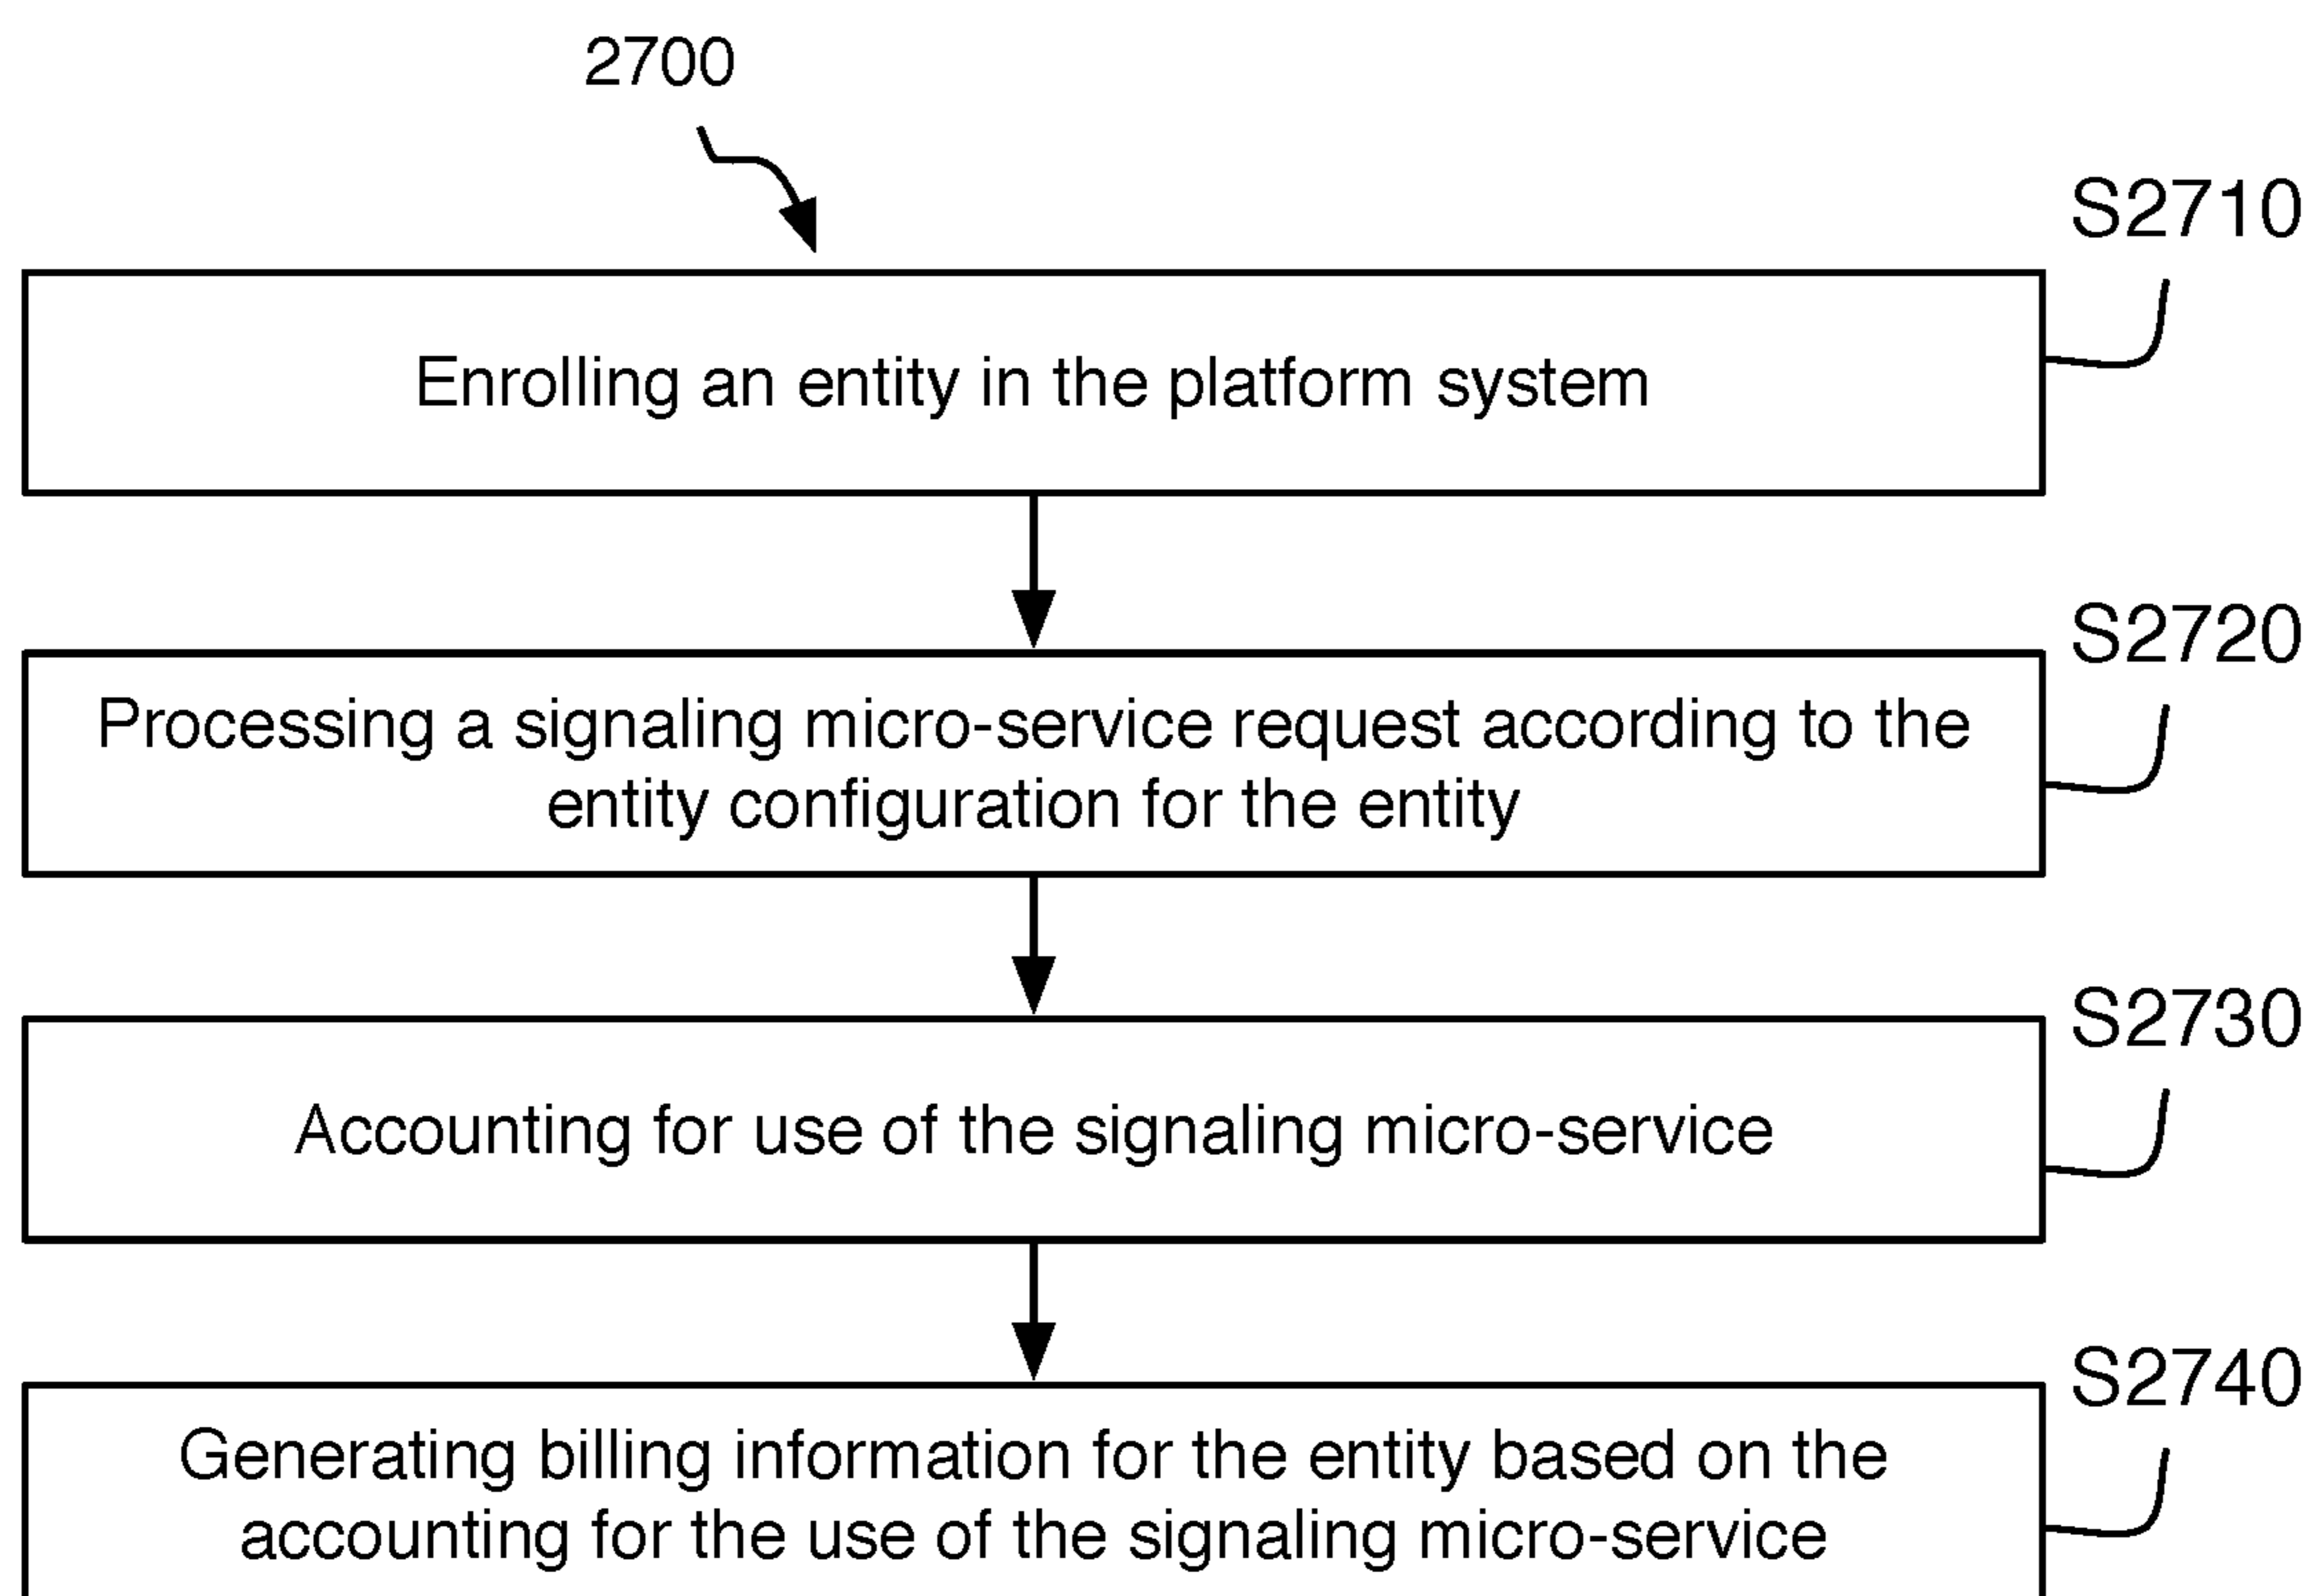 2700
S2710
Enrolling an entity in the platform system
S2720
Processing a signaling micro-service request according to the
entity configuration for the entity
S2730
Accounting for use of the signaling micro-service
S2740
Generating billing information for the entity based on the
accounting for the use of the signaling micro-service